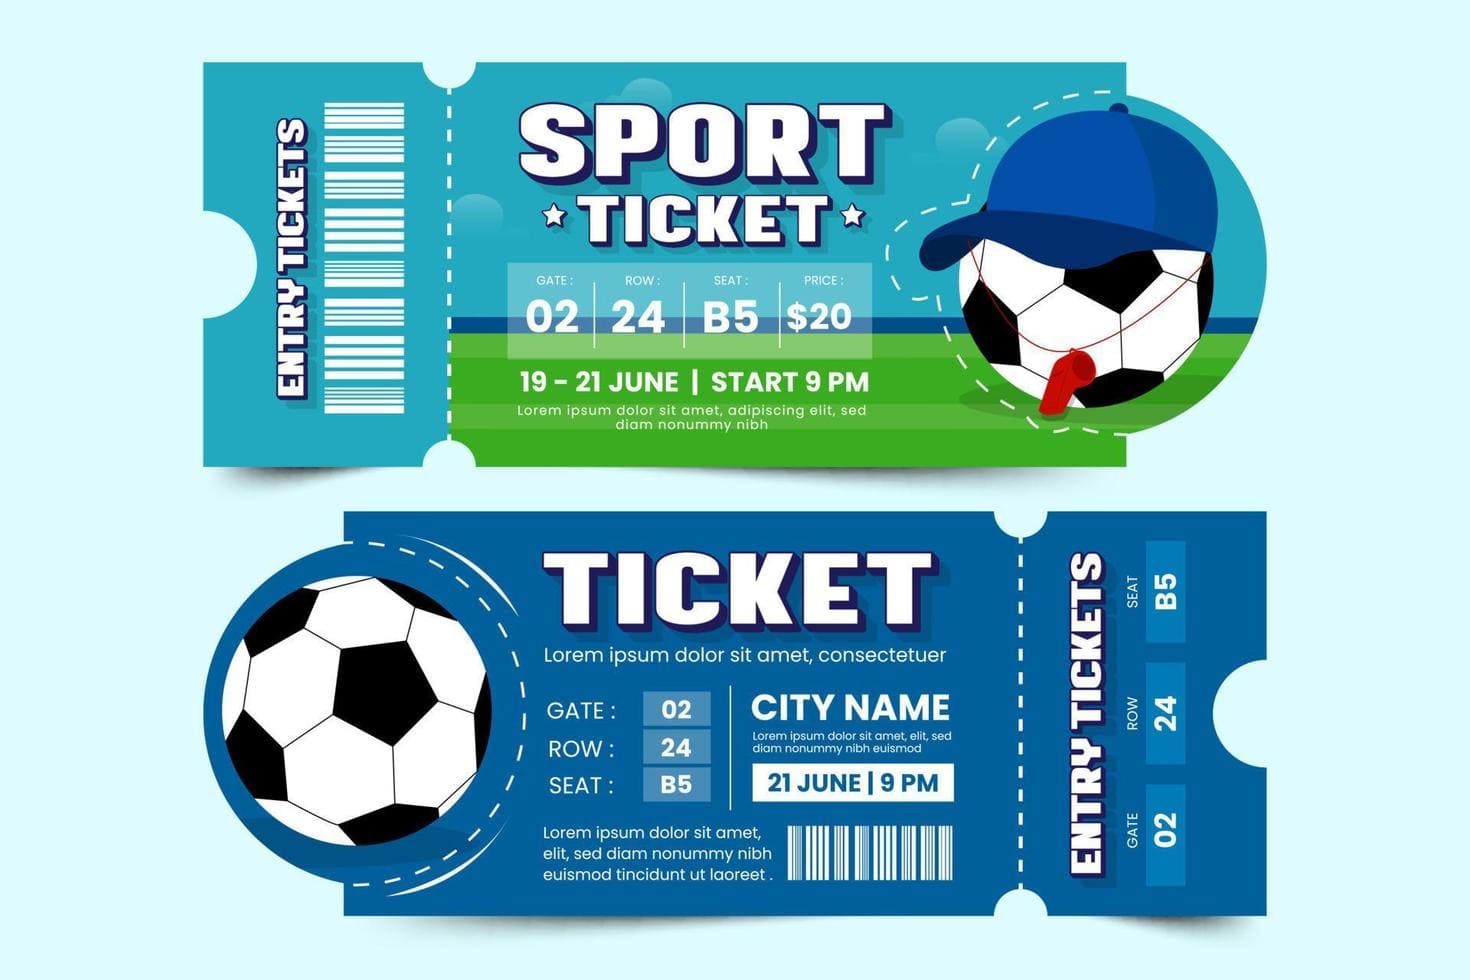 ENTRY TICKETS
SPORT
TICKET
GATE : ROW : SEAT : PRICE :
02 24 B5 $20
19 - 21 JUNE | START 9 PM
Lorem ipsum dolor sit amet, adipiscing elit, sed
diam nonummy nibh
TICKET
Lorem ipsum dolor sit amet, consectetuer
GATE : 02
ROW : 24
SEAT : B5
CITY NAME
Lorem ipsum dolor sit amet, elit, sed
diam nonummy nibh euismod
21 JUNE | 9 PM
Lorem ipsum dolor sit amet,
elit, sed diam nonummy nibh
euismod tincidunt ut laoreet .
ENTRY TICKETS
SEAT B5
ROW 24
GATE 02